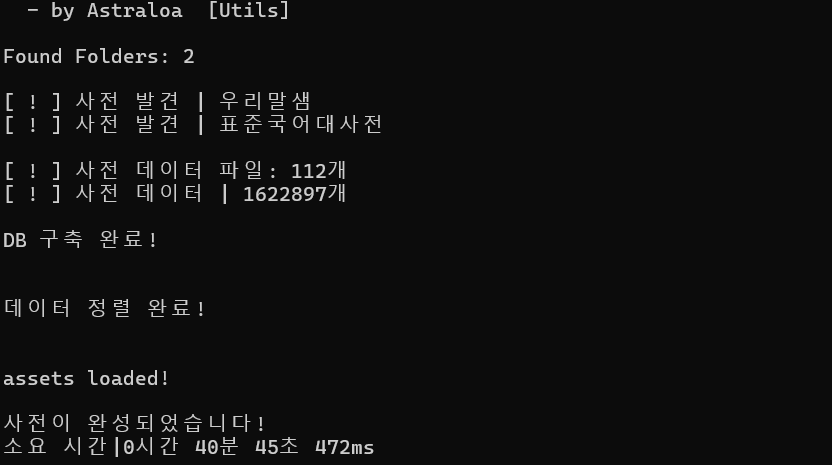 - by Astraloa [Utils]
Found Folders: 2
[ ! ] 사전 발견 | 우리말샘
[ ! ] 사전 발견 | 표준국어대사전
[ ! ] 사전 데이터 파일: 112개
[ ! ] 사전 데이터 | 1622897개
DB 구축 완료!
데이터 정렬 완료!
assets loaded!
사전이 완성되었습니다!
소요 시간|0시간 40분 45초 472ms